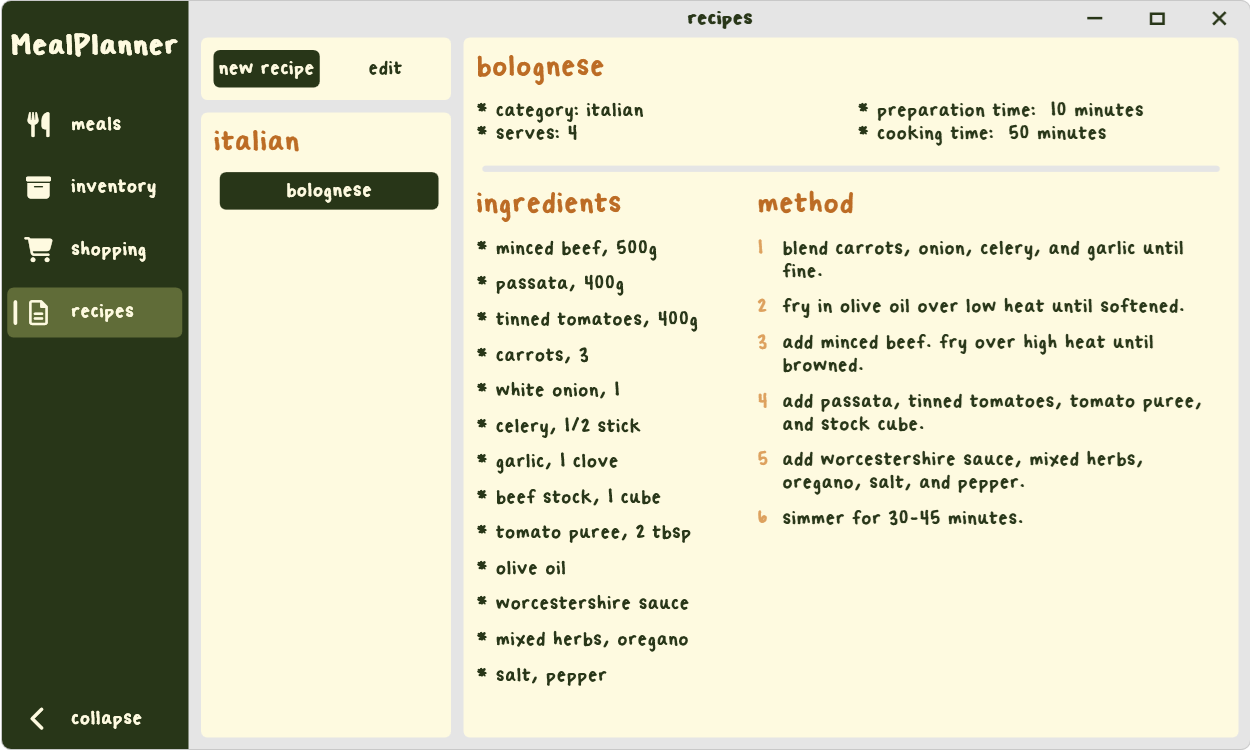 recipes
MealPlanner
meals
inventory
shopping
recipes
collapse
new recipe edit
italian
bolognese
bolognese
* category: italian
* serves: 4
* preparation time: 10 minutes
* cooking time: 50 minutes
ingredients
* minced beef, 500g
* passata, 400g
* tinned tomatoes, 400g
* carrots, 3
* white onion, 1
* celery, 1/2 stick
* garlic, 1 clove
* beef stock, 1 cube
* tomato puree, 2 tbsp
* olive oil
* worcestershire sauce
* mixed herbs, oregano
* salt, pepper
method
1 blend carrots, onion, celery, and garlic until
fine.
2 fry in olive oil over low heat until softened.
3 add minced beef. fry over high heat until
browned.
4 add passata, tinned tomatoes, tomato puree,
and stock cube.
5 add worcestershire sauce, mixed herbs,
oregano, salt, and pepper.
6 simmer for 30-45 minutes.